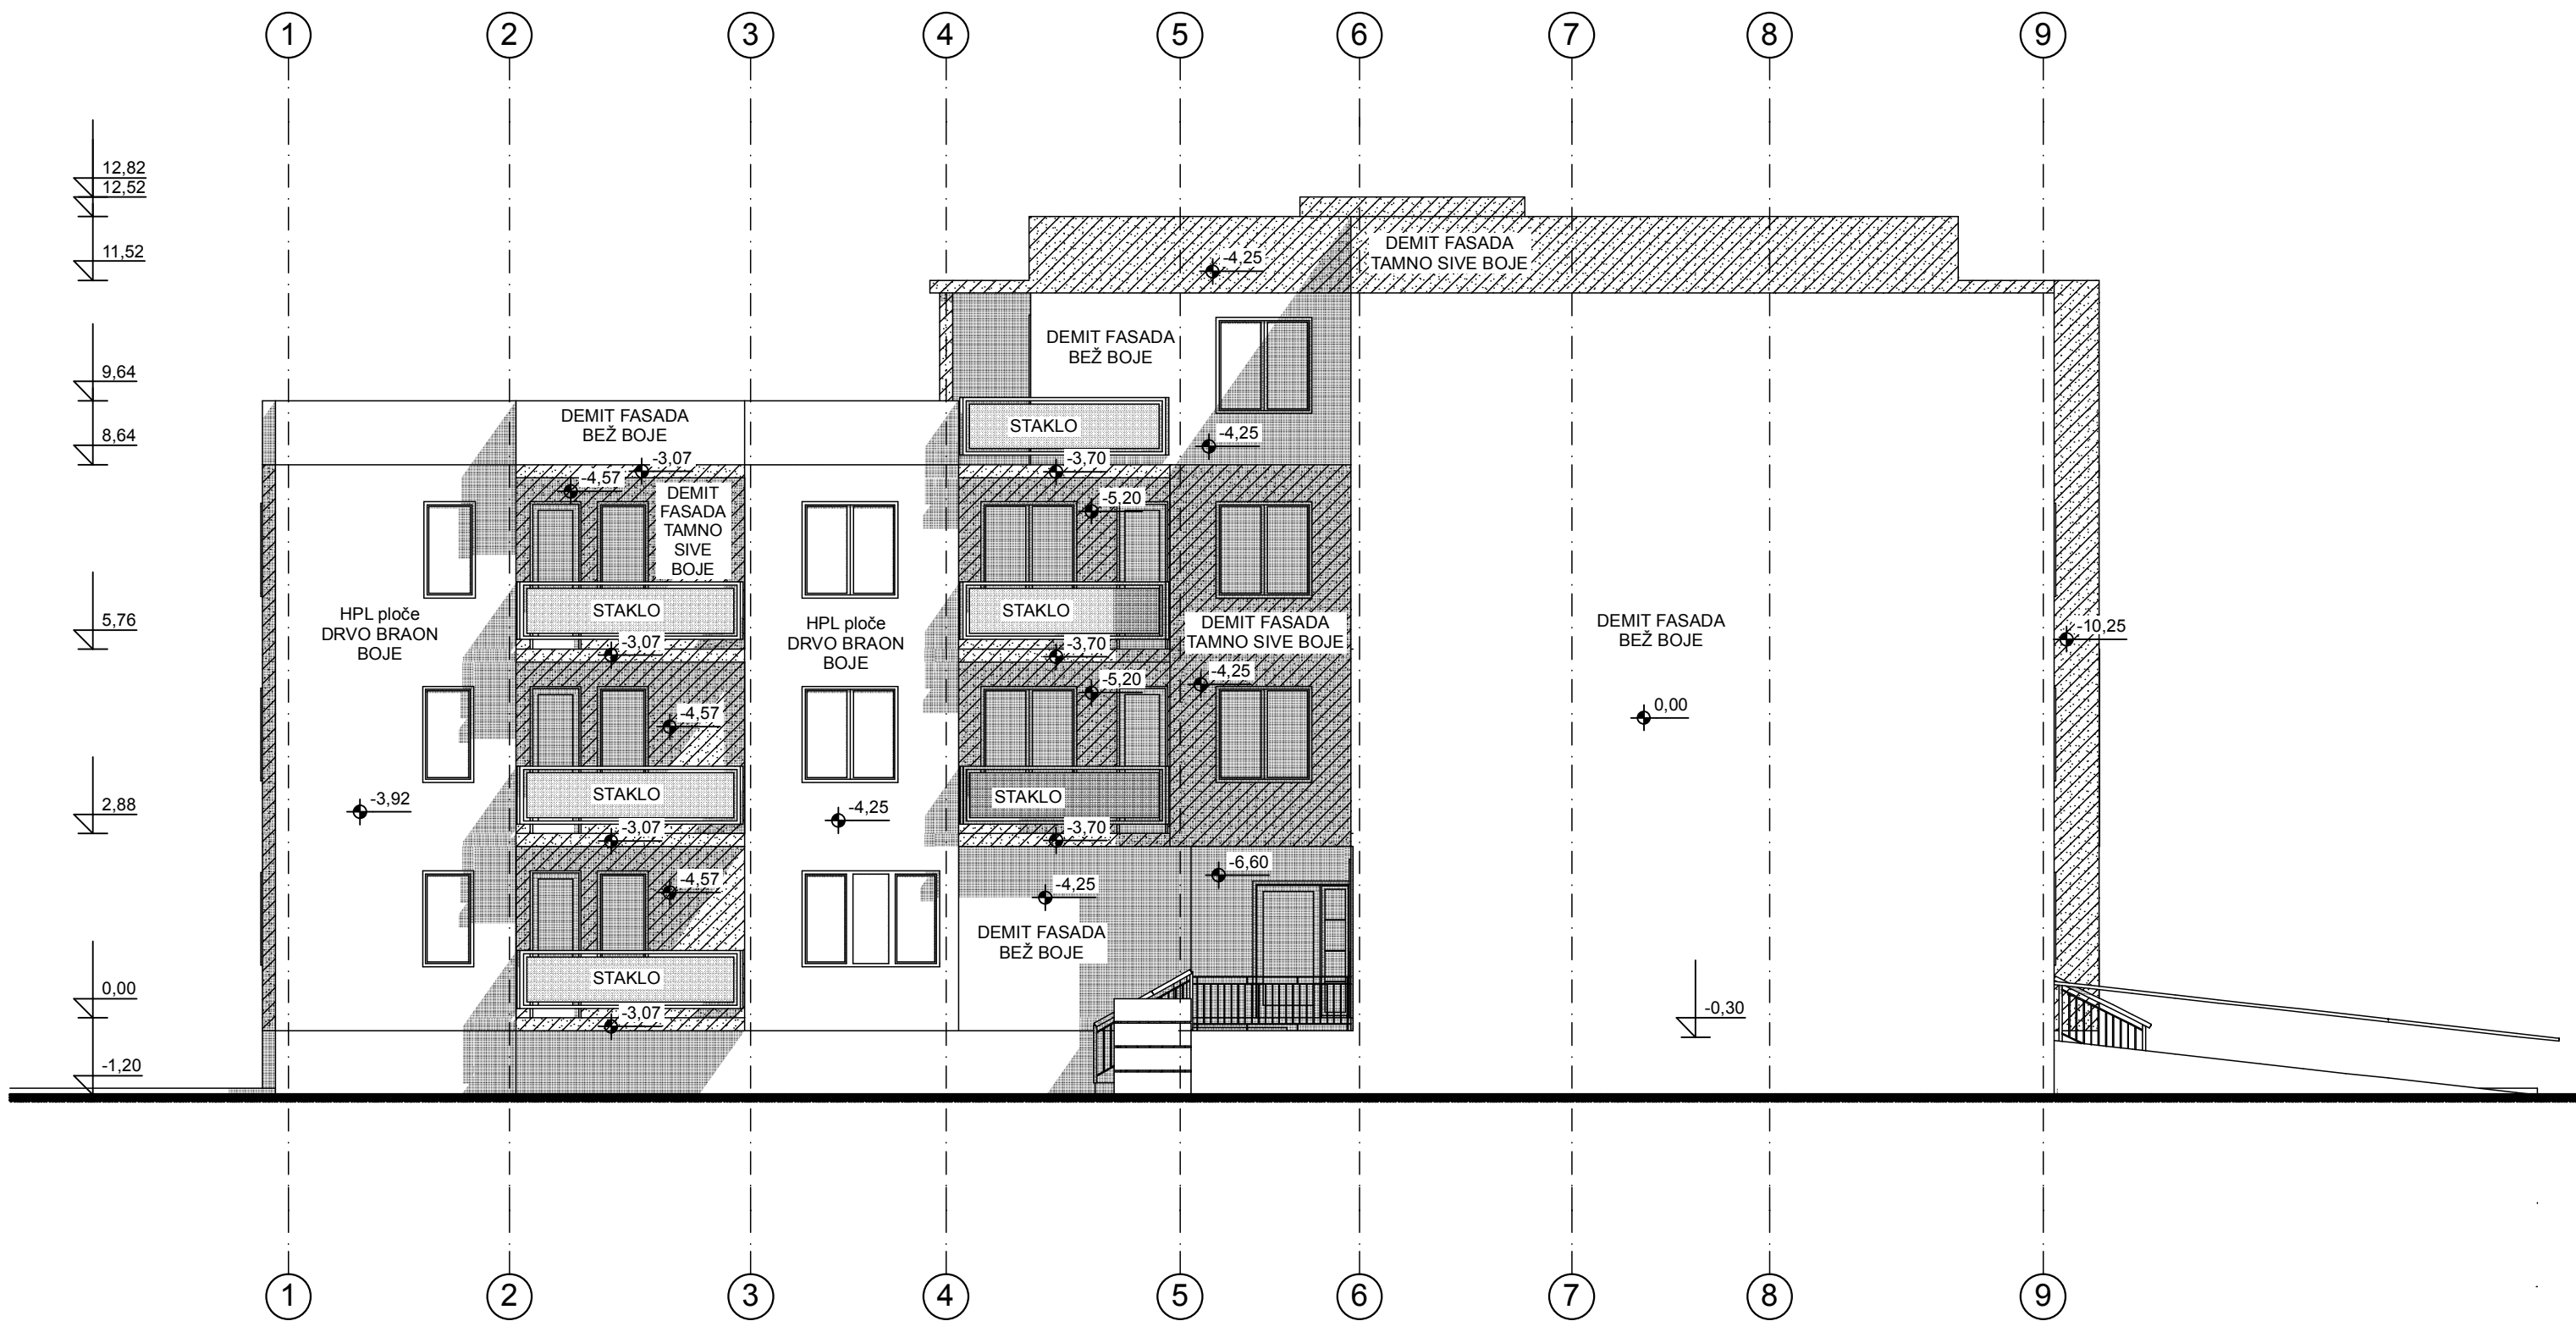 1 2 3 4 5 6 7 8 9
12,82
12,52
11,52
9,64
8,64
5,76
2,88
0,00
-1,20
DEMIT FASADA
TAMNO SIVE BOJE
-4,25
DEMIT FASADA
BEŽ BOJE
DEMIT FASADA
BEŽ BOJE
STAKLO
-4,25
-3,07
-3,70
-4,57
DEMIT
FASADA
TAMNO
SIVE
BOJE
-5,20
HPL ploče
DRVO BRAON
BOJE
STAKLO
HPL ploče
DRVO BRAON
BOJE
STAKLO
DEMIT FASADA
TAMNO SIVE BOJE
DEMIT FASADA
BEŽ BOJE
-10,25
-3,07
-3,70
-4,25
-5,20
-4,57
0,00
-3,92
STAKLO
-4,25
STAKLO
-3,07
-3,70
-4,57
-4,25
-6,60
DEMIT FASADA
BEŽ BOJE
STAKLO
-3,07
-0,30
1 2 3 4 5 6 7 8 9